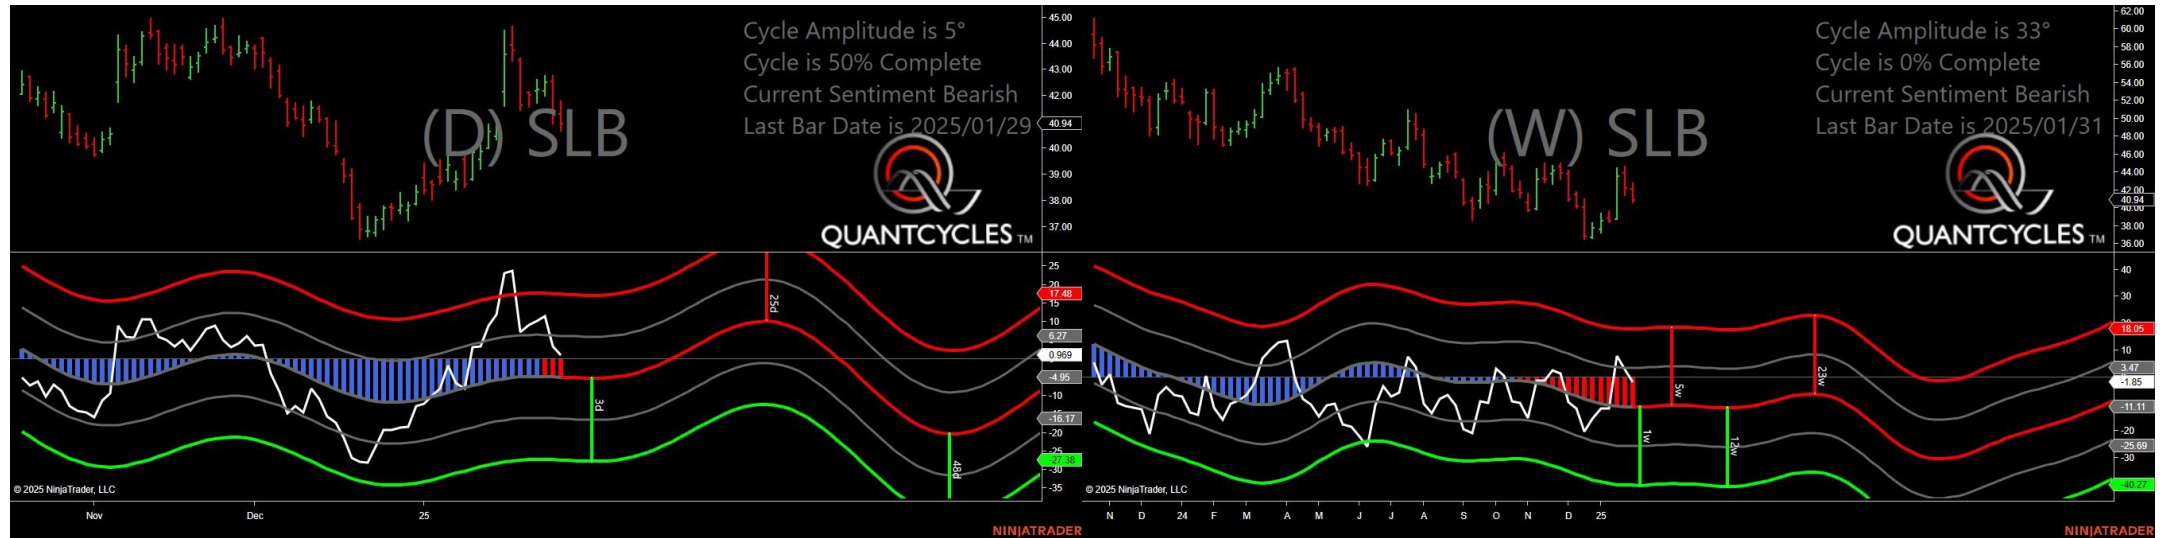 Cycle Amplitude is 5°
Cycle is 50% Complete
Current Sentiment Bearish
Last Bar Date is 2025/01/29
(D) SLB
QUANTCYCLES TM
45.00
44.00
43.00
42.00
40.94
40.00
39.00
38.00
37.00
25
17.48
15
10
6.27
0.969
-4.95
-10
-16.17
-20
-25
-27.38
-30
-35
25d
3d
48d
© 2025 NinjaTrader, LLC
Nov
Dec
25
NINJATRADER
Cycle Amplitude is 33°
Cycle is 0% Complete
Current Sentiment Bearish
Last Bar Date is 2025/01/31
(W) SLB
QUANTCYCLES TM
62.00
60.00
58.00
56.00
54.00
52.00
50.00
48.00
46.00
44.00
42.00
40.94
40.00
38.00
36.00
40
30
18.05
10
3.47
-1.85
-11.11
-20
-25.69
-30
-40.27
5w
23w
1w
12w
© 2025 NinjaTrader, LLC
N
D
24
F
M
A
M
J
J
A
S
O
N
D
25
NINJATRADER